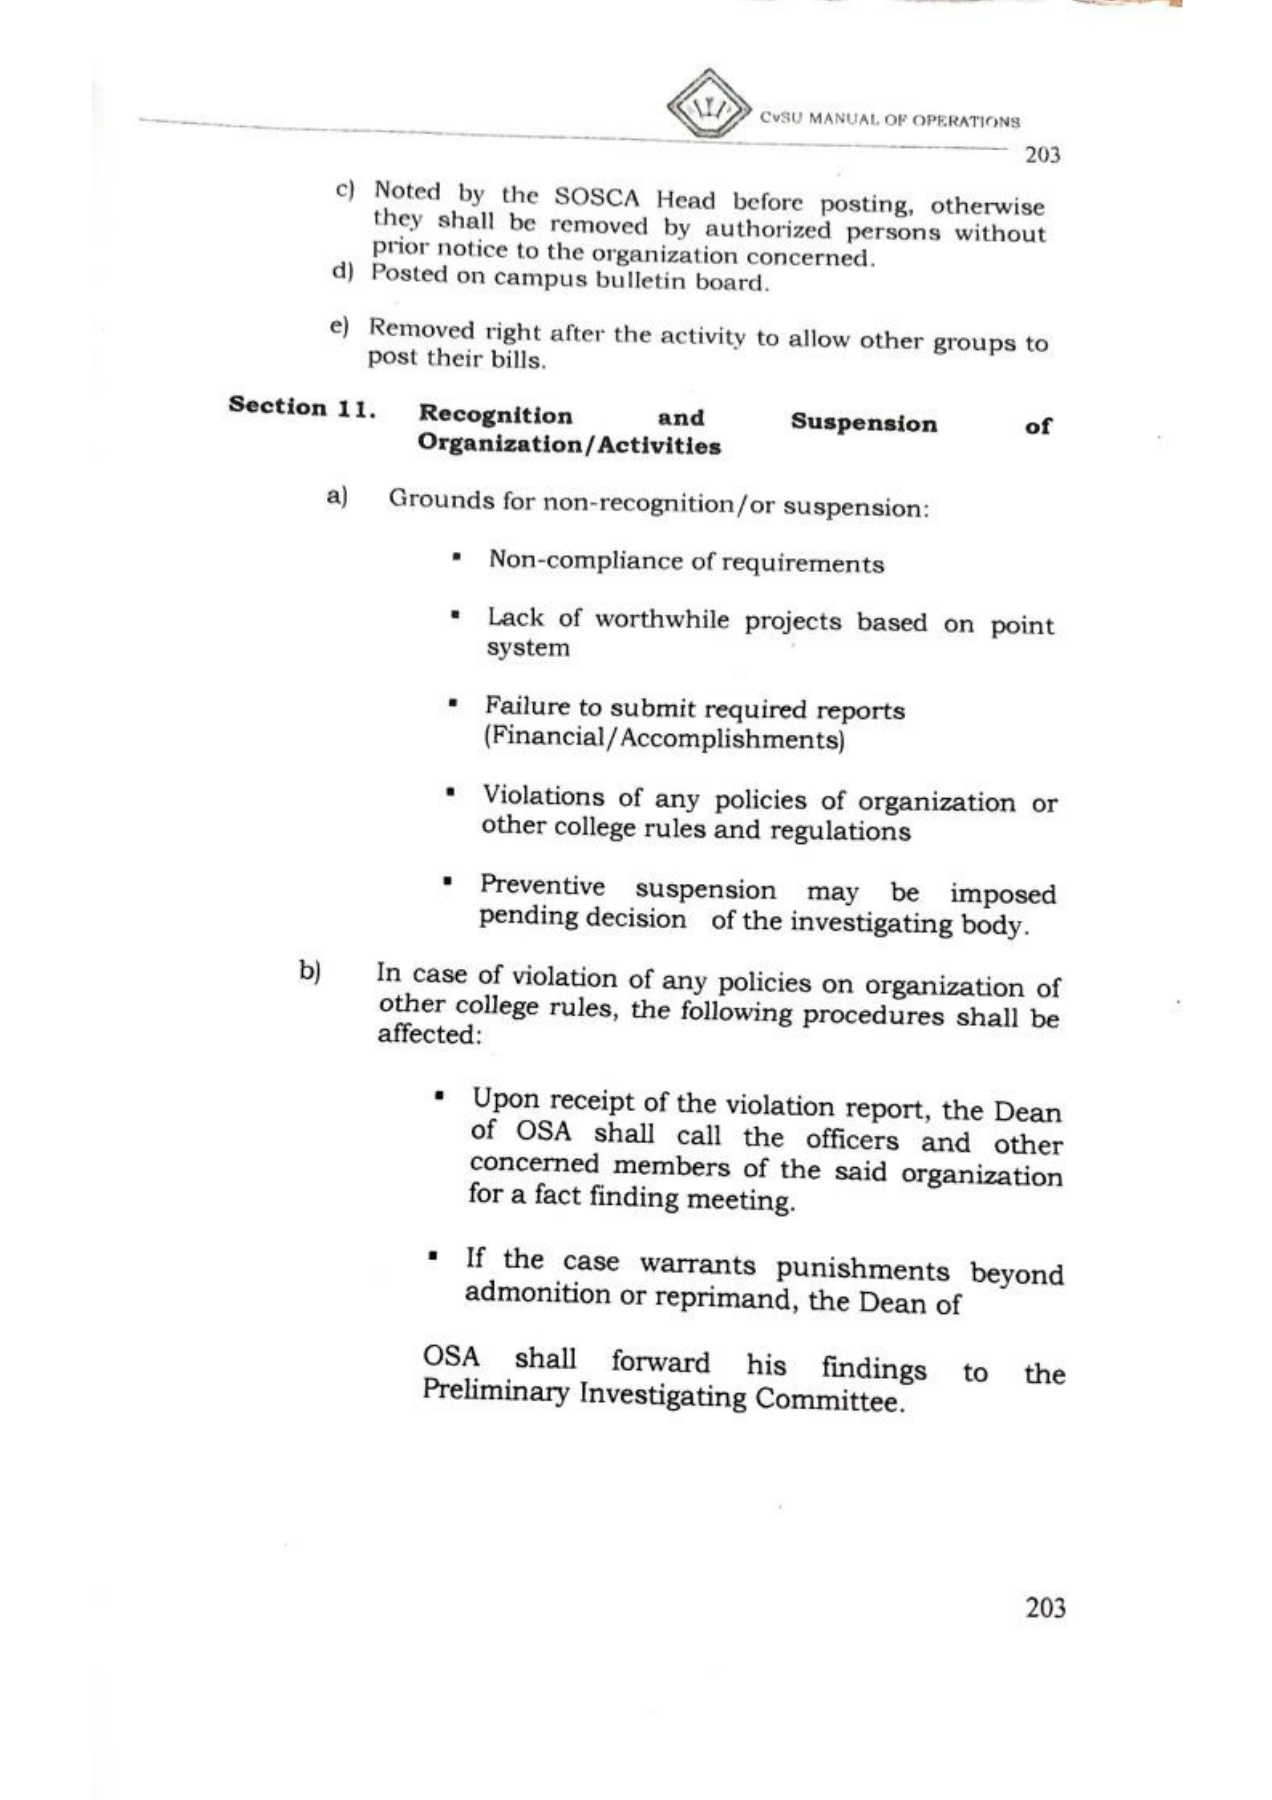 CvSU MANUAL OF OPERATIONS
203
c) Noted by the SOSCA Head before posting, otherwise
they shall be removed by authorized persons without
prior notice to the organization concerned.
d) Posted on campus bulletin board.
e) Removed right after the activity to allow other groups to
post their bills.
Section 11. Recognition and Suspension of
Organization/Activities
a) Grounds for non-recognition/or suspension:
▪ Non-compliance of requirements
▪ Lack of worthwhile projects based on point
system
▪ Failure to submit required reports
(Financial/Accomplishments)
▪ Violations of any policies of organization or
other college rules and regulations
▪ Preventive suspension may be imposed
pending decision of the investigating body.
b) In case of violation of any policies on organization of
other college rules, the following procedures shall be
affected:
▪ Upon receipt of the violation report, the Dean
of OSA shall call the officers and other
concerned members of the said organization
for a fact finding meeting.
▪ If the case warrants punishments beyond
admonition or reprimand, the Dean of
OSA shall forward his findings to the
Preliminary Investigating Committee.
203